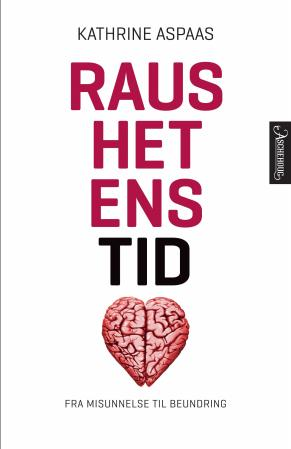 KATHRINE ASPAAS
RAUS
HET
ENS
TID
ASCHEHOUG
FRA MISUNNELSE TIL BEUNDRING